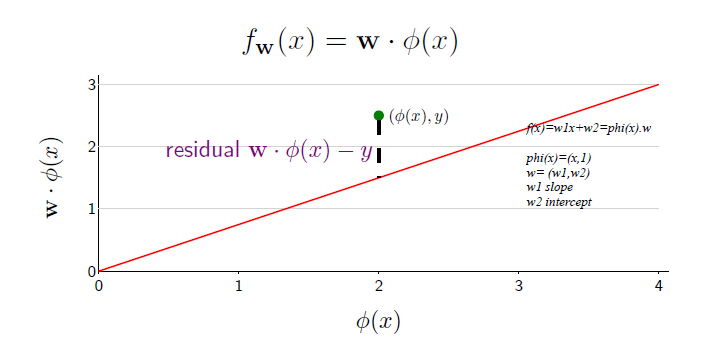 f_w(x) = w · ϕ(x)
3
(ϕ(x), y)
f(x)=w1x+w2=phi(x).w
residual w · ϕ(x) − y
2
phi(x)=(x,1)
w= (w1,w2)
w1 slope
w2 intercept
1
0
w · ϕ(x)
0 1 2 3 4
ϕ(x)